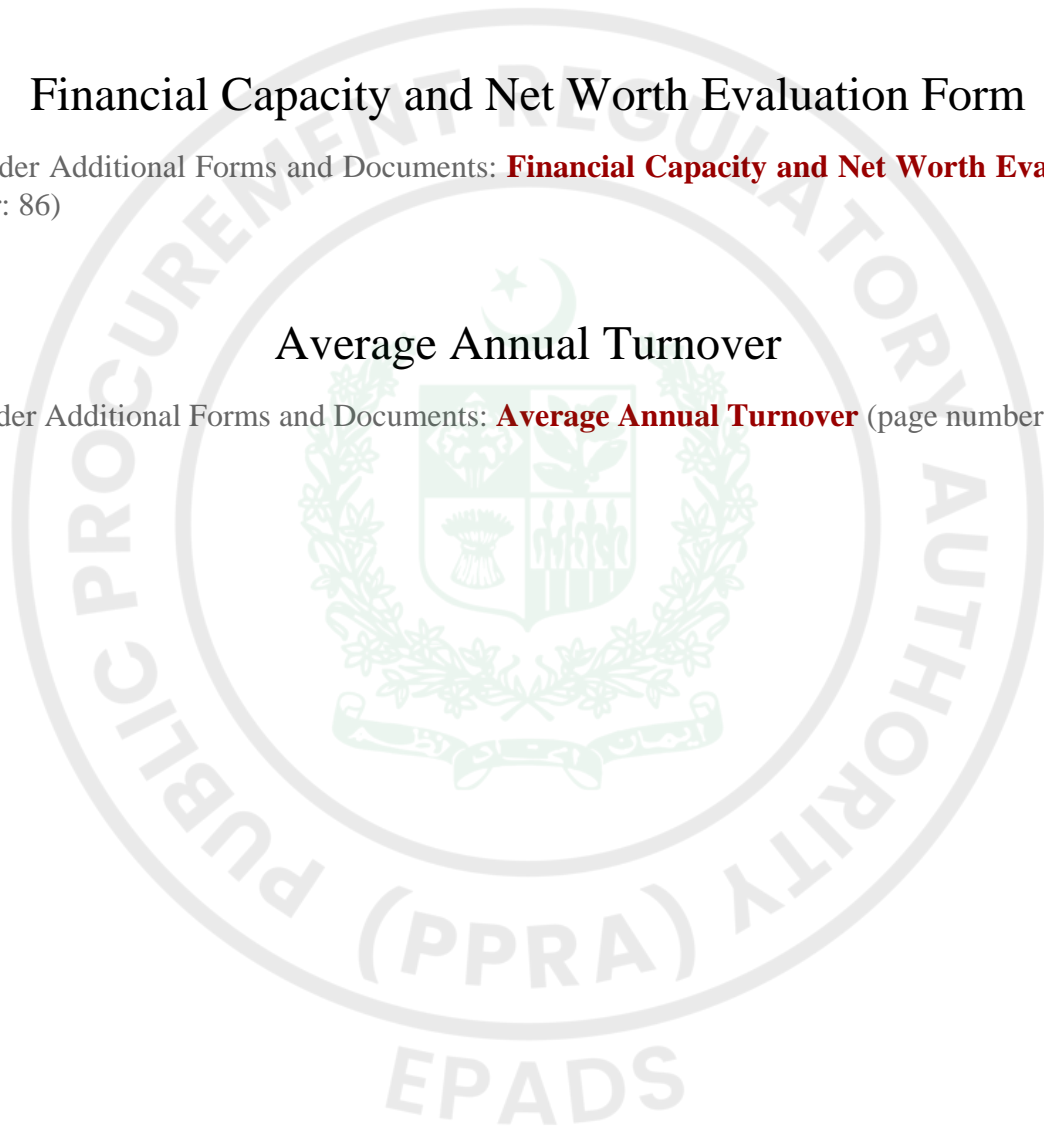 Financial Capacity and Net Worth Evaluation Form
der Additional Forms and Documents: Financial Capacity and Net Worth Eva
: 86)
Average Annual Turnover
der Additional Forms and Documents: Average Annual Turnover (page number
PUBLIC PROCUREMENT REGULATORY AUTHORITY
(PPRA)
EPADS